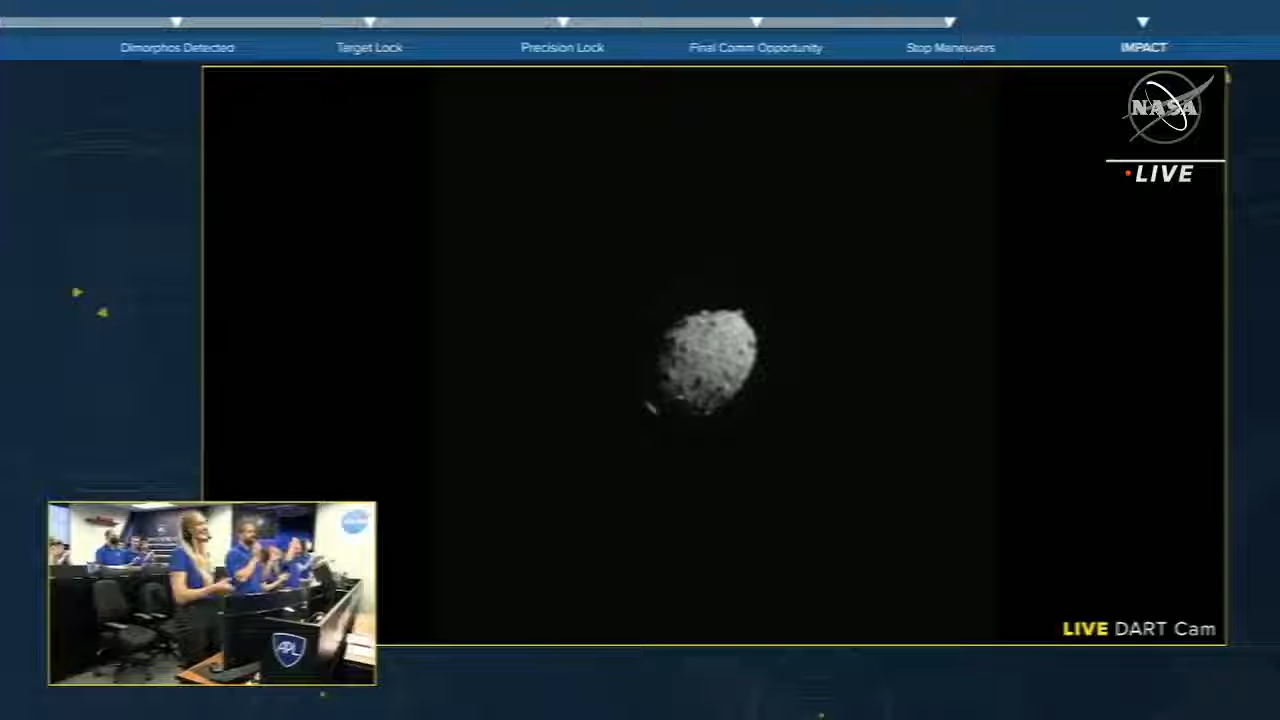 Dimorphos Detected
Target Lock
Precision Lock
Final Comm Opportunity
Stop Maneuvers
IMPACT
NASA
LIVE
LIVE DART Cam
APL